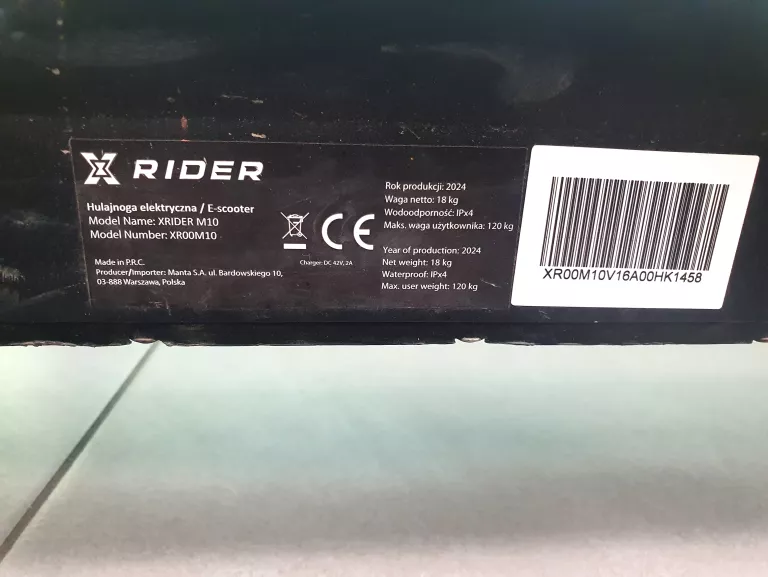 X RIDER
Hulajnoga elektryczna / E-scooter
Model Name: XRIDER M10
Model Number: XR00M10
Made in P.R.C.
Producer/Importer: Manta S.A. ul. Bardowskiego 10,
03-888 Warszawa, Polska
CE
Charger: DC 42V, 2A
Rok produkcji: 2024
Waga netto: 18 kg
Wodoodporność: IPx4
Maks. waga użytkownika: 120 kg
Year of production: 2024
Net weight: 18 kg
Waterproof: IPx4
Max. user weight: 120 kg
XR00M10V16A00HK1458